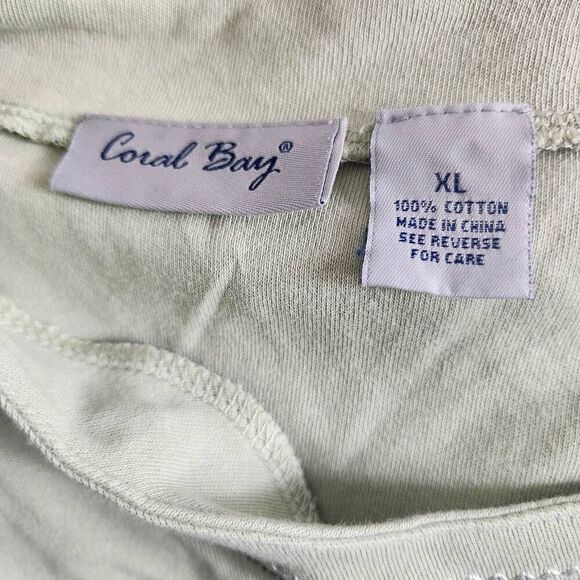 Coral Bay®
XL
100% COTTON
MADE IN CHINA
SEE REVERSE
FOR CARE